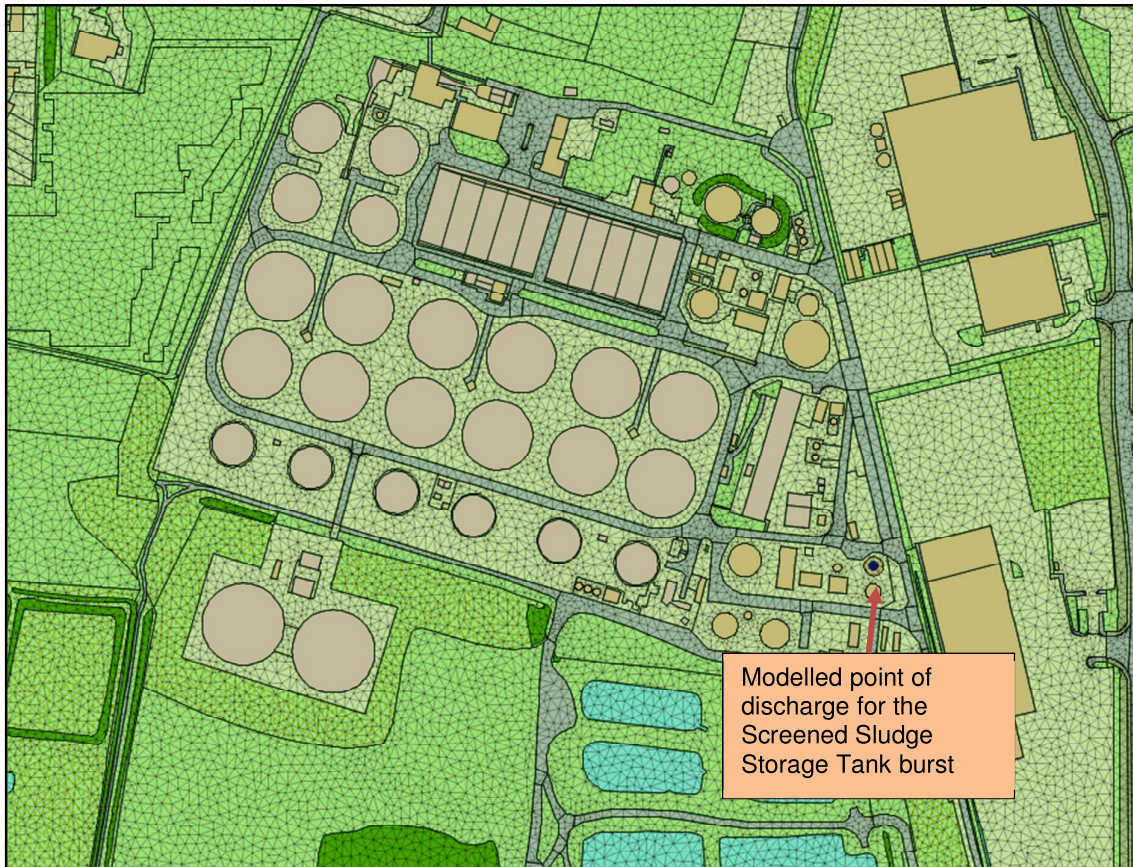 Modelled point of
discharge for the
Screened Sludge
Storage Tank burst